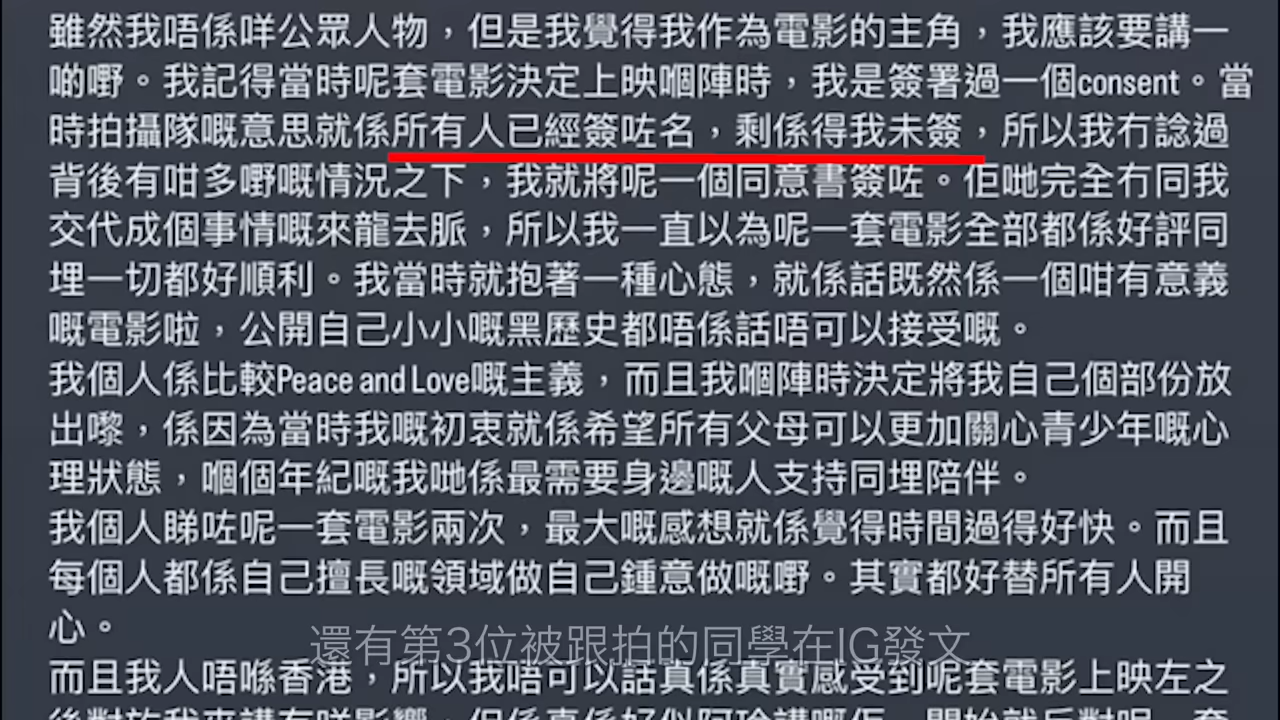 雖然我唔係咩公眾人物，但是我覺得我作為電影的主角，我應該要講一
啲嘢。我記得當時呢套電影決定上映嗰陣時，我是簽署過一個consent。當
時拍攝隊嘅意思就係所有人已經簽咗名，剩係得我未簽，所以我冇諗過
背後有咁多嘢嘅情況之下，我就將呢一個同意書簽咗。佢哋完全冇同我
交代成個事情嘅來龍去脈，所以我一直以為呢一套電影全部都係好評同
埋一切都好順利。我當時就抱著一種心態，就係話既然係一個咁有意義
嘅電影啦，公開自己小小嘅黑歷史都唔係話唔可以接受嘅。
我個人係比較Peace and Love嘅主義，而且我嗰陣時決定將我自己個部份放
出嚟，係因為當時我嘅初衷就係希望所有父母可以更加關心青少年嘅心
理狀態，嗰個年紀嘅我哋係最需要身邊嘅人支持同埋陪伴。
我個人睇咗呢一套電影兩次，最大嘅感想就係覺得時間過得好快。而且
每個人都係自己擅長嘅領域做自己鍾意做嘅嘢。其實都好替所有人開
心。
還有第3位被跟拍的同學在IG發文
而且我人唔喺香港，所以我唔可以話真係真實感受到呢套電影上映左之